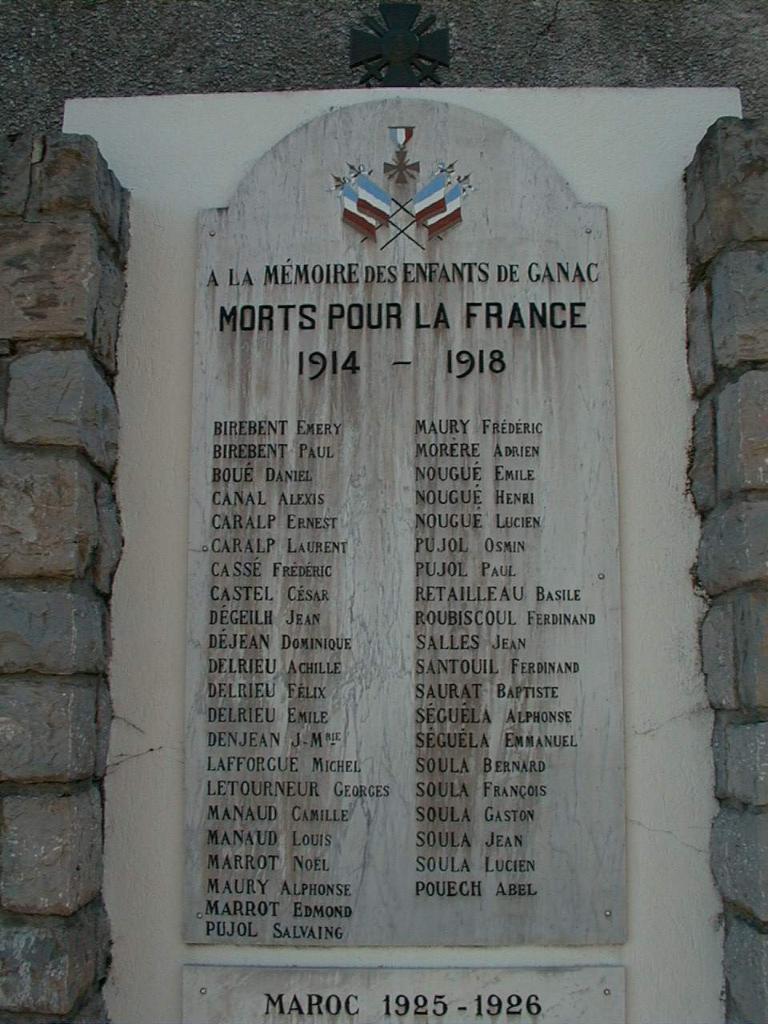 A LA MÉMOIRE DES ENFANTS DE GANAC
MORTS POUR LA FRANCE
1914 - 1918
BIREBENT EMERY
BIREBENT PAUL
BOUÉ DANIEL
CANAL ALEXIS
CARALP ERNEST
CARALP LAURENT
CASSÉ FRÉDÉRIC
CASTEL CÉSAR
DÉGEILH JEAN
DÉJEAN DOMINIQUE
DELRIEU ACHILLE
DELRIEU FÉLIX
DELRIEU EMILE
DENJEAN J-MRIE
LAFFORGUE MICHEL
LETOURNEUR GEORGES
MANAUD CAMILLE
MANAUD LOUIS
MARROT NOËL
MAURY ALPHONSE
MARROT EDMOND
PUJOL SALVAING
MAURY FRÉDÉRIC
MORÈRE ADRIEN
NOUGUÉ EMILE
NOUGUÉ HENRI
NOUGUÉ LUCIEN
PUJOL OSMIN
PUJOL PAUL
RETAILLEAU BASILE
ROUBISCOUL FERDINAND
SALLES JEAN
SANTOUIL FERDINAND
SAURAT BAPTISTE
SÉGUÉLA ALPHONSE
SÉGUÉLA EMMANUEL
SOULA BERNARD
SOULA FRANÇOIS
SOULA GASTON
SOULA JEAN
SOULA LUCIEN
POUECH ABEL
MAROC 1925 - 1926